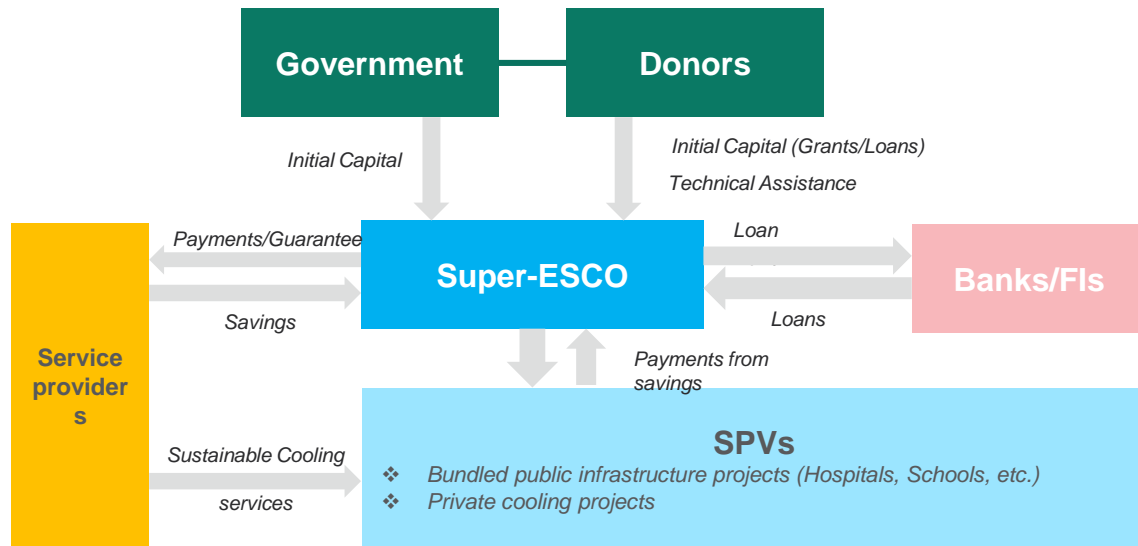 Government
Donors
Initial Capital
Initial Capital (Grants/Loans)
Technical Assistance
Payments/Guarantee
Super-ESCO
Loan
Banks/FIs
Savings
Loans
Service
provider
s
Payments from
savings
Sustainable Cooling
services
SPVs
❖ Bundled public infrastructure projects (Hospitals, Schools, etc.)
❖ Private cooling projects